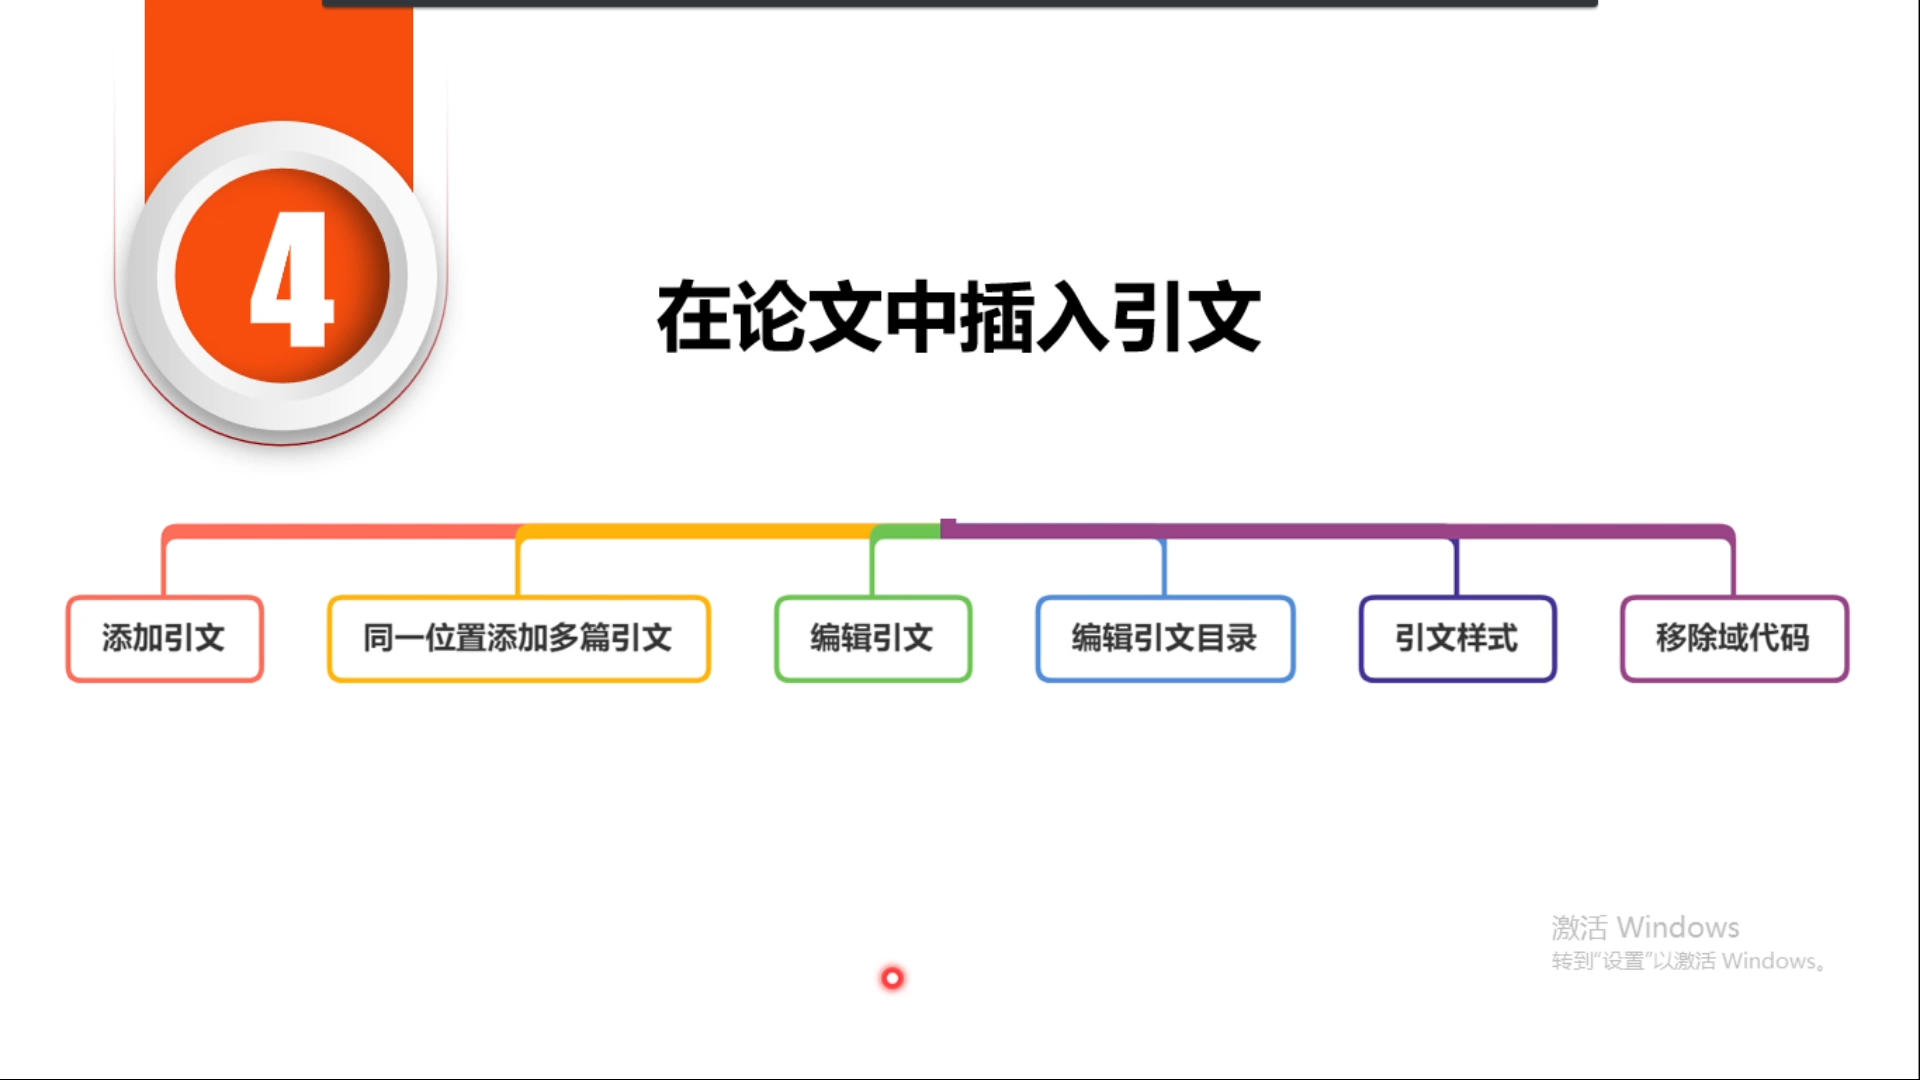 4
在论文中插入引文
添加引文
同一位置添加多篇引文
编辑引文
编辑引文目录
引文样式
移除域代码
激活 Windows
转到“设置”以激活 Windows。